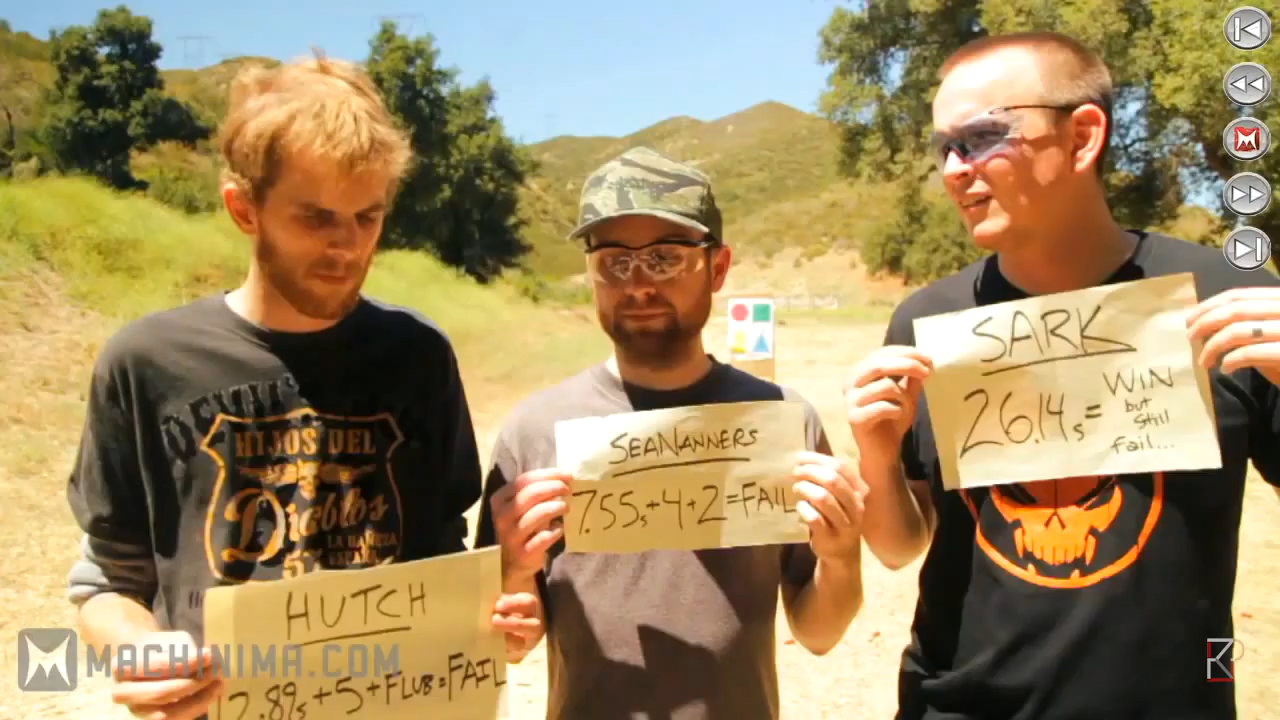 HUTCH
2.89s+5+FLUB=FAIL
SEANANNERS
7.55s+4+2=FAIL
SARK
26.14s=
WIN
but
still
fail...
HIJOS DEL
Diablos
MACHINIMA.COM